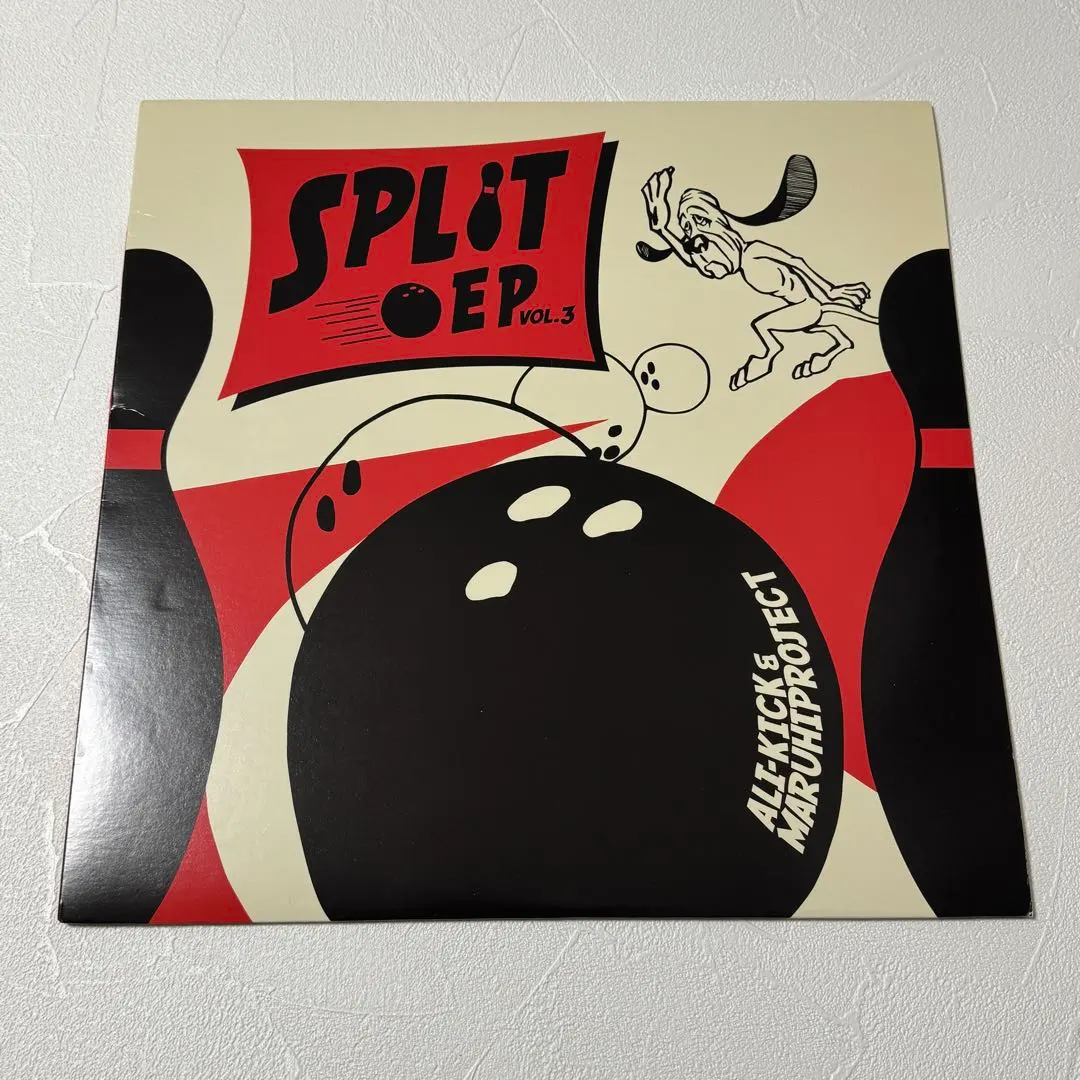 SPLIT
EP VOL.3
ALI-KICK &
MARUHIPROJECT